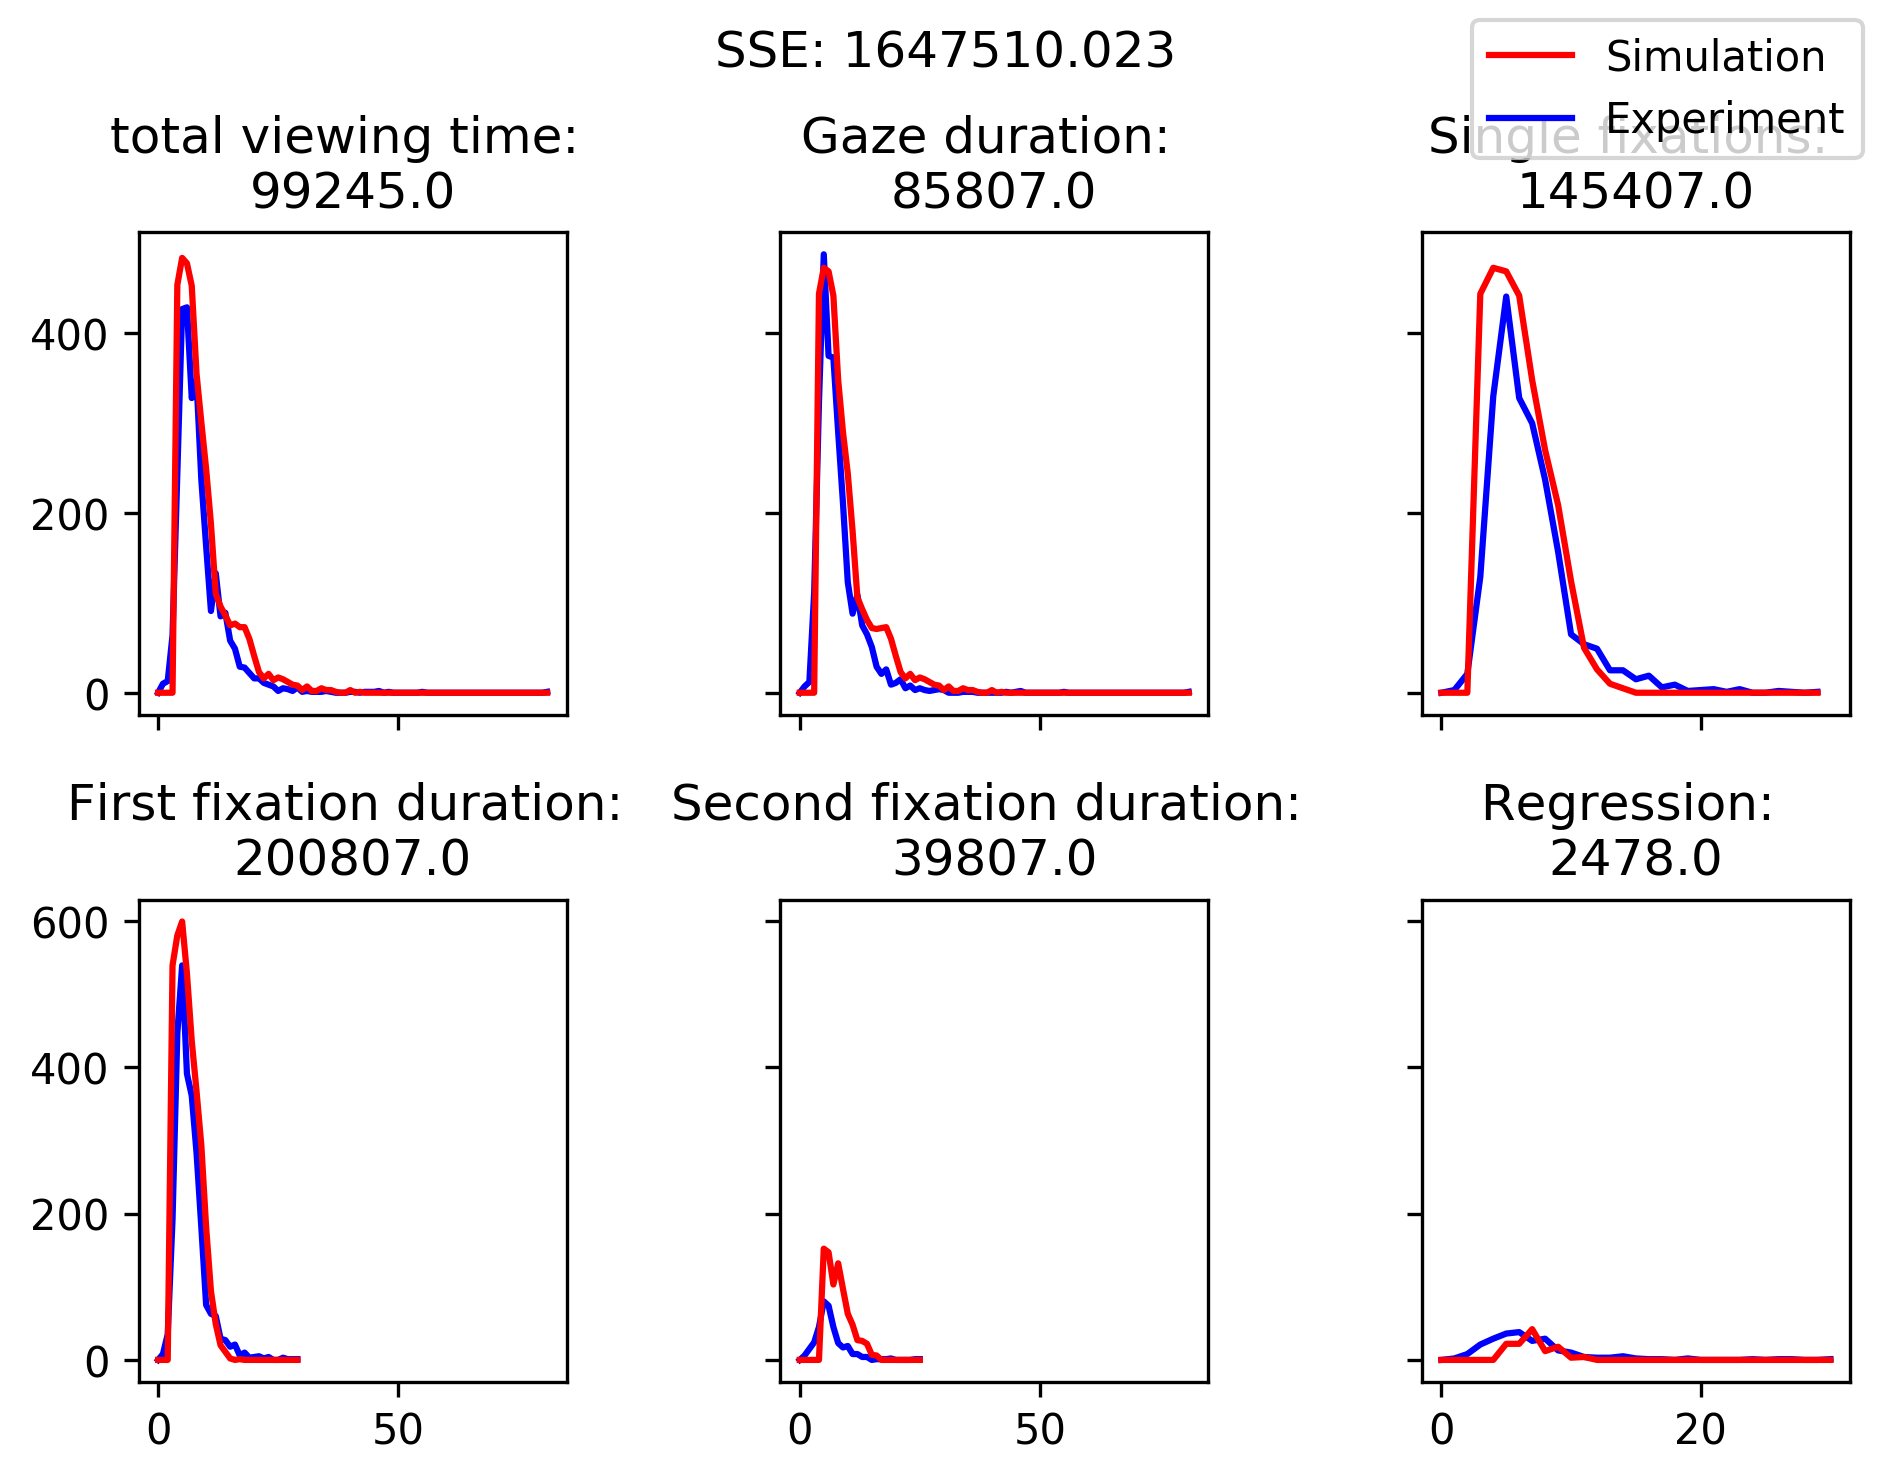 SSE: 1647510.023
Simulation
Experiment
total viewing time:
99245.0
Gaze duration:
85807.0
Single fixations:
145407.0
400
200
0
First fixation duration:
200807.0
Second fixation duration:
39807.0
Regression:
2478.0
600
400
200
0
0
50
0
50
0
20